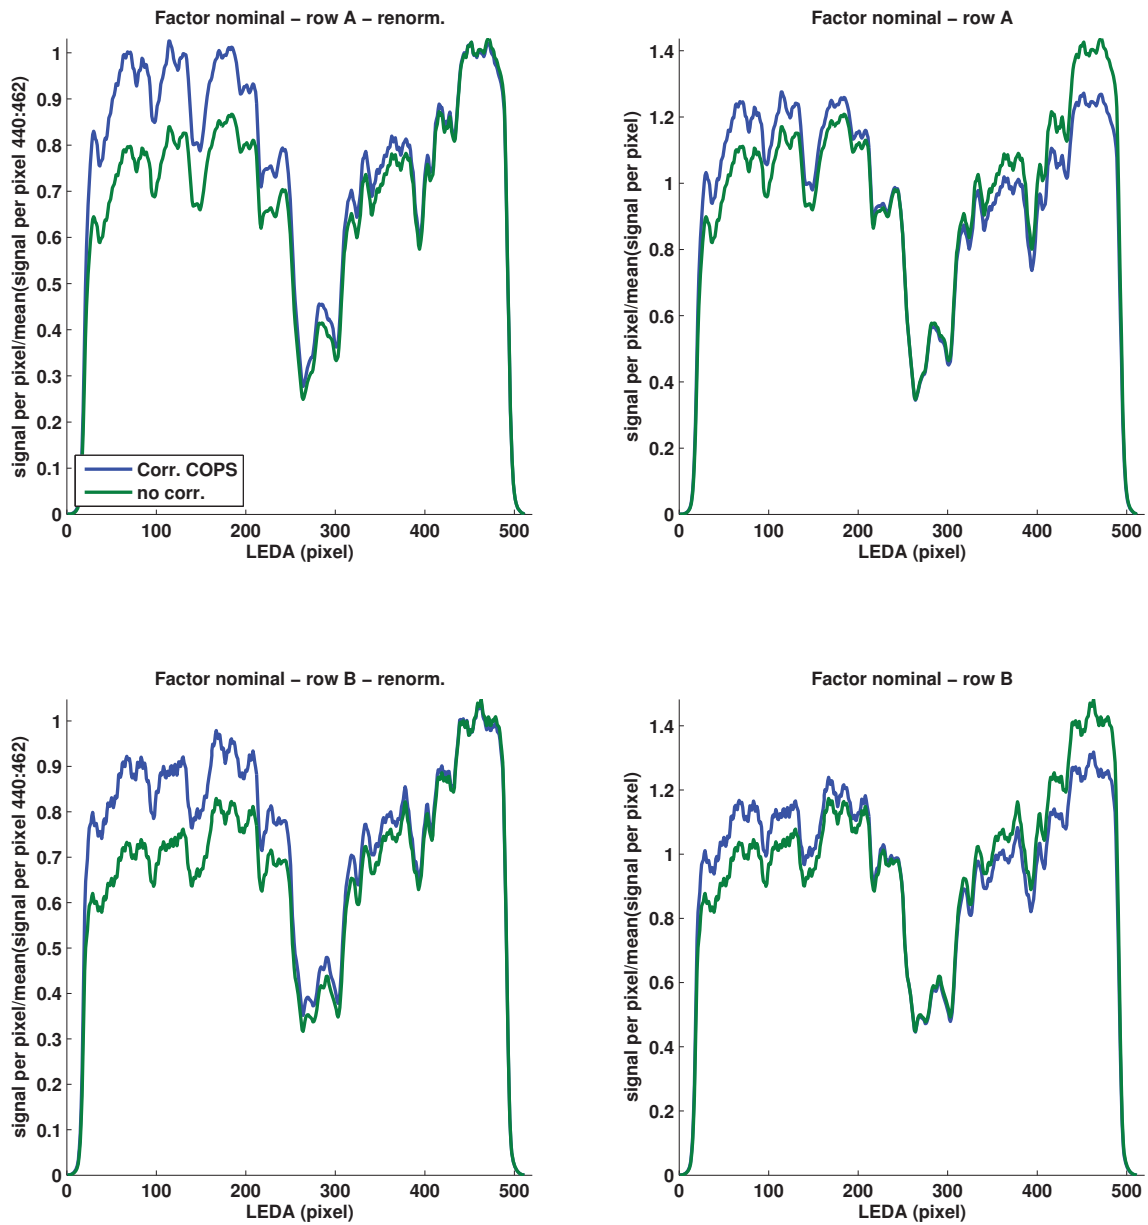 Factor nominal – row A – renorm.
signal per pixel/mean(signal per pixel 440:462)
1
0.9
0.8
0.7
0.6
0.5
0.4
0.3
0.2
0.1
0
Corr. COPS
no corr.
0 100 200 300 400 500
LEDA (pixel)
Factor nominal – row A
signal per pixel/mean(signal per pixel)
1.4
1.2
1
0.8
0.6
0.4
0.2
0
0 100 200 300 400 500
LEDA (pixel)
Factor nominal – row B – renorm.
signal per pixel/mean(signal per pixel 440:462)
1
0.9
0.8
0.7
0.6
0.5
0.4
0.3
0.2
0.1
0
0 100 200 300 400 500
LEDA (pixel)
Factor nominal – row B
signal per pixel/mean(signal per pixel)
1.4
1.2
1
0.8
0.6
0.4
0.2
0
0 100 200 300 400 500
LEDA (pixel)